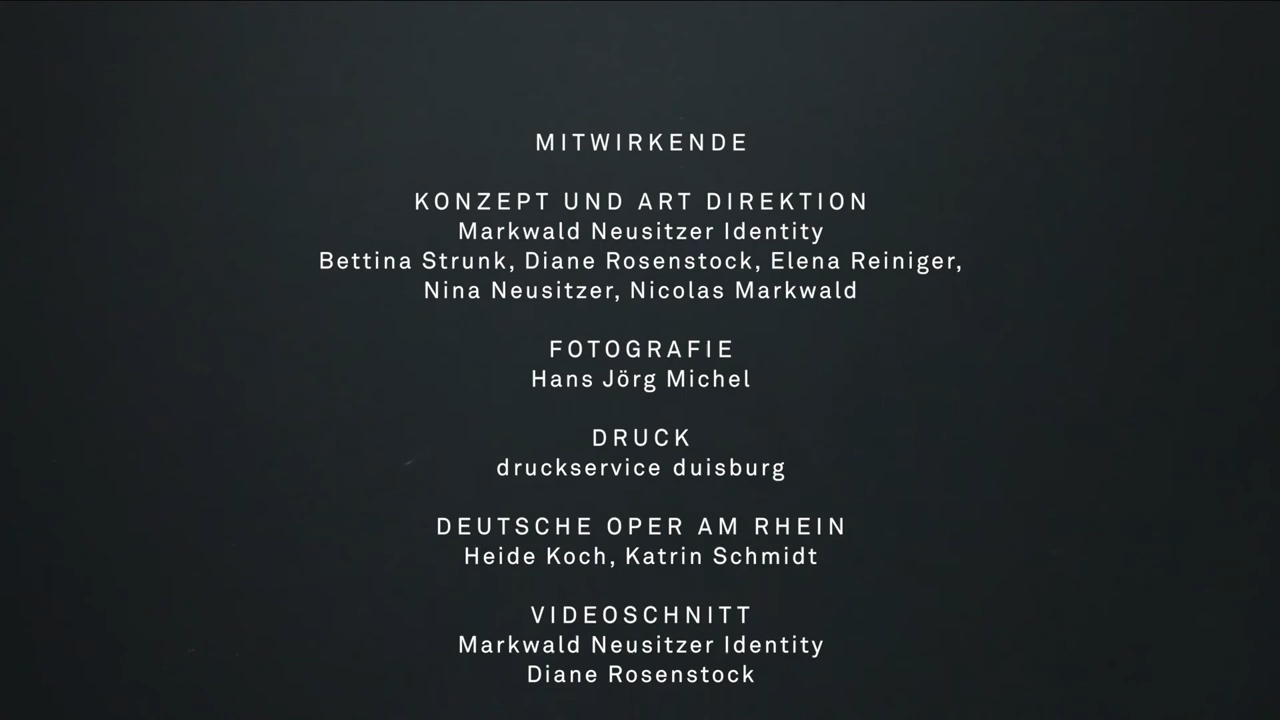 MITWIRKENDE
KONZEPT UND ART DIREKTION
Markwald Neusitzer Identity
Bettina Strunk, Diane Rosenstock, Elena Reiniger,
Nina Neusitzer, Nicolas Markwald
FOTOGRAFIE
Hans Jörg Michel
DRUCK
druckservice duisburg
DEUTSCHE OPER AM RHEIN
Heide Koch, Katrin Schmidt
VIDEOSCHNITT
Markwald Neusitzer Identity
Diane Rosenstock